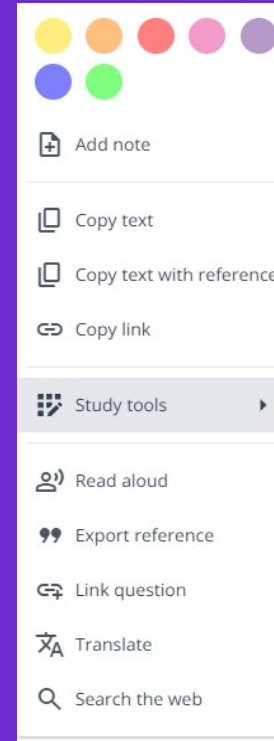 Add note
Copy text
Copy text with reference
Copy link
Study tools
Read aloud
Export reference
Link question
Translate
Search the web